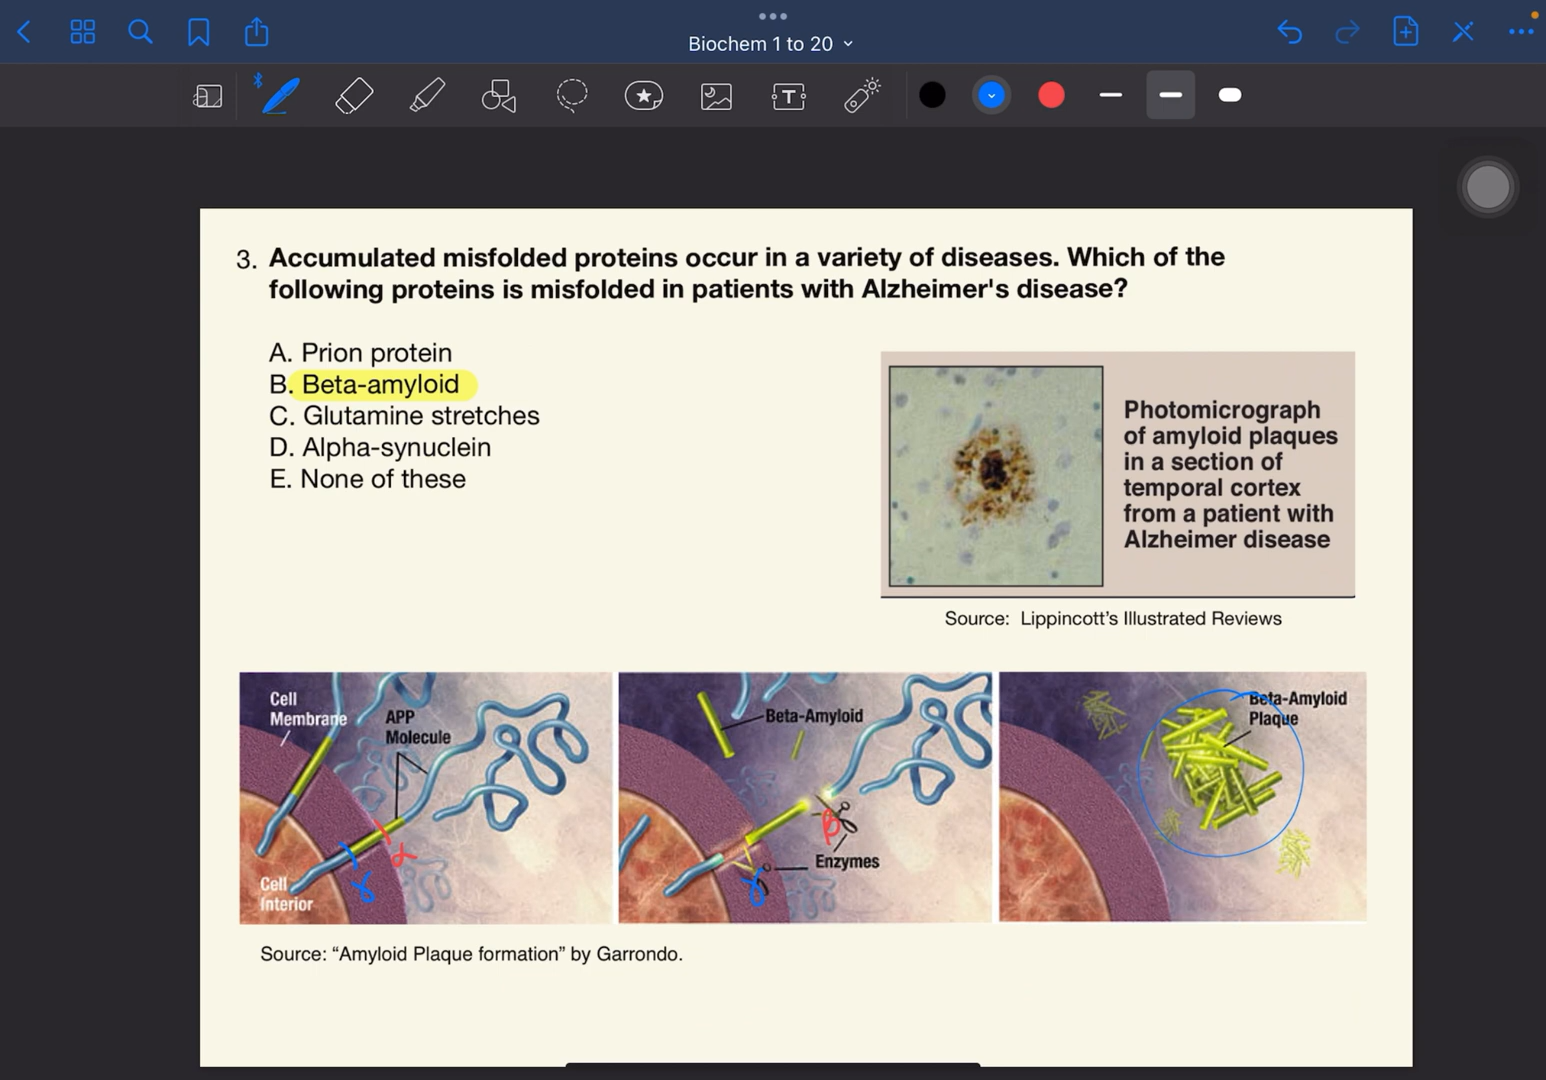 Biochem 1 to 20
T
3. Accumulated misfolded proteins occur in a variety of diseases. Which of the
following proteins is misfolded in patients with Alzheimer's disease?
A. Prion protein
B. Beta-amyloid
C. Glutamine stretches
D. Alpha-synuclein
E. None of these
Photomicrograph
of amyloid plaques
in a section of
temporal cortex
from a patient with
Alzheimer disease
Source: Lippincott’s Illustrated Reviews
Cell
Membrane
APP
Molecule
α
γ
Cell
Interior
Beta-Amyloid
β
Enzymes
γ
Beta-Amyloid
Plaque
Source: “Amyloid Plaque formation” by Garrondo.